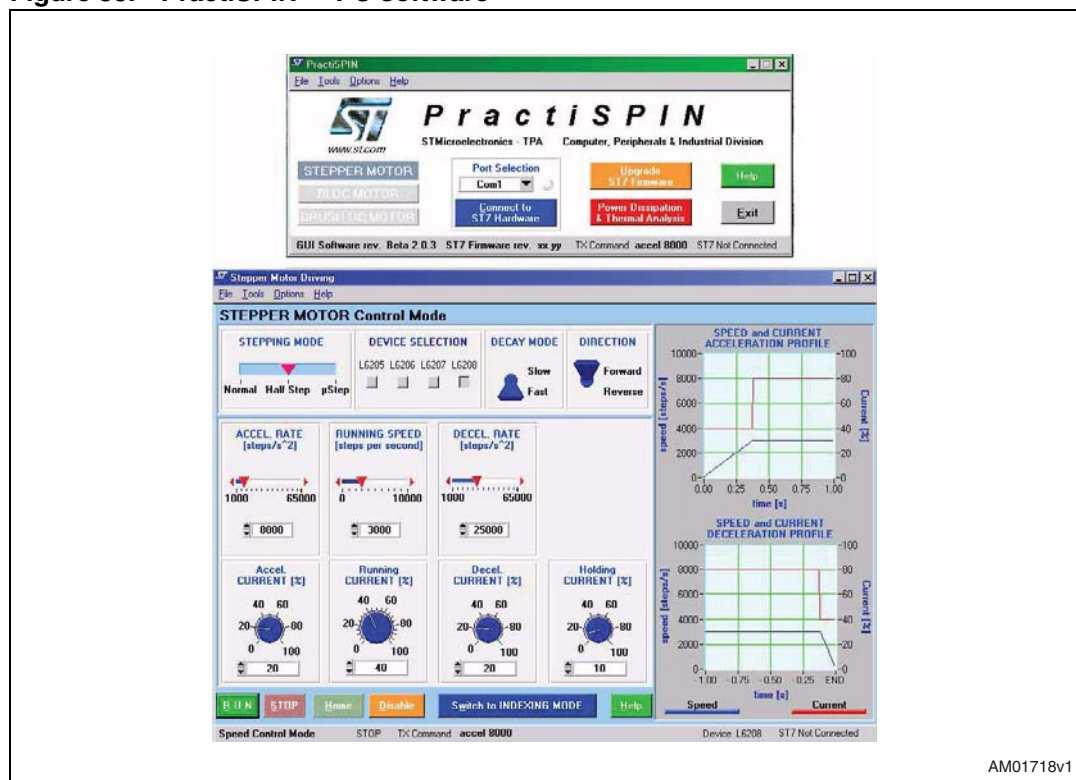 PractiSPIN
File Tools Options Help
ST
www.st.com
PractiSPIN
STMicroelectronics - TPA Computer, Peripherals & Industrial Division
STEPPER MOTOR
BLDC MOTOR
BRUSH DC MOTOR
Port Selection
Com1
Connect to
ST7 Hardware
Upgrade
ST7 Firmware
Power Dissipation
& Thermal Analysis
Help
Exit
GUI Software rev. Beta 2.0.3 ST7 Firmware rev. xx.yy TX Command accel 8000 ST7 Not Connected
Stepper Motor Driving
File Tools Options Help
STEPPER MOTOR Control Mode
STEPPING MODE
Normal Half Step µStep
DEVICE SELECTION
L6205 L6206 L6207 L6208
DECAY MODE
Slow
Fast
DIRECTION
Forward
Reverse
ACCEL. RATE
[steps/s^2]
1000 65000
8000
RUNNING SPEED
[steps per second]
0 10000
3000
DECEL. RATE
[steps/s^2]
1000 65000
25000
Accel.
CURRENT [%]
40 60
20 80
0 100
20
Running
CURRENT [%]
40 60
20 80
0 100
40
Decel.
CURRENT [%]
40 60
20 80
0 100
20
Holding
CURRENT [%]
40 60
20 80
0 100
10
SPEED and CURRENT
ACCELERATION PROFILE
10000 100
8000 80
6000 60
4000 40
2000 20
0 0
speed [steps/s]
Current [%]
0.00 0.25 0.50 0.75 1.00
time [s]
SPEED and CURRENT
DECELERATION PROFILE
10000 100
8000 80
6000 60
4000 40
2000 20
0 0
speed [steps/s]
Current [%]
-1.00 -0.75 -0.50 -0.25 END
time [s]
Speed Current
RUN STOP Home Disable Switch to INDEXING MODE Help
Speed Control Mode STOP TX Command accel 8000 Device L6208 ST7 Not Connected
AM01718v1